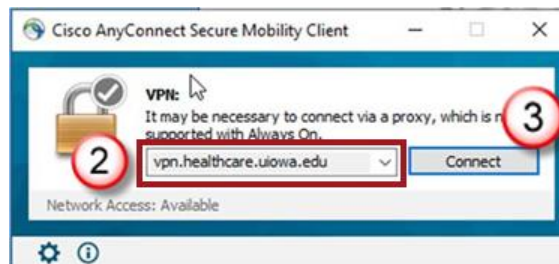 Cisco AnyConnect Secure Mobility Client
VPN:
It may be necessary to connect via a proxy, which is
supported with Always On.
2
vpn.healthcare.uiowa.edu
Connect
3
Network Access: Available